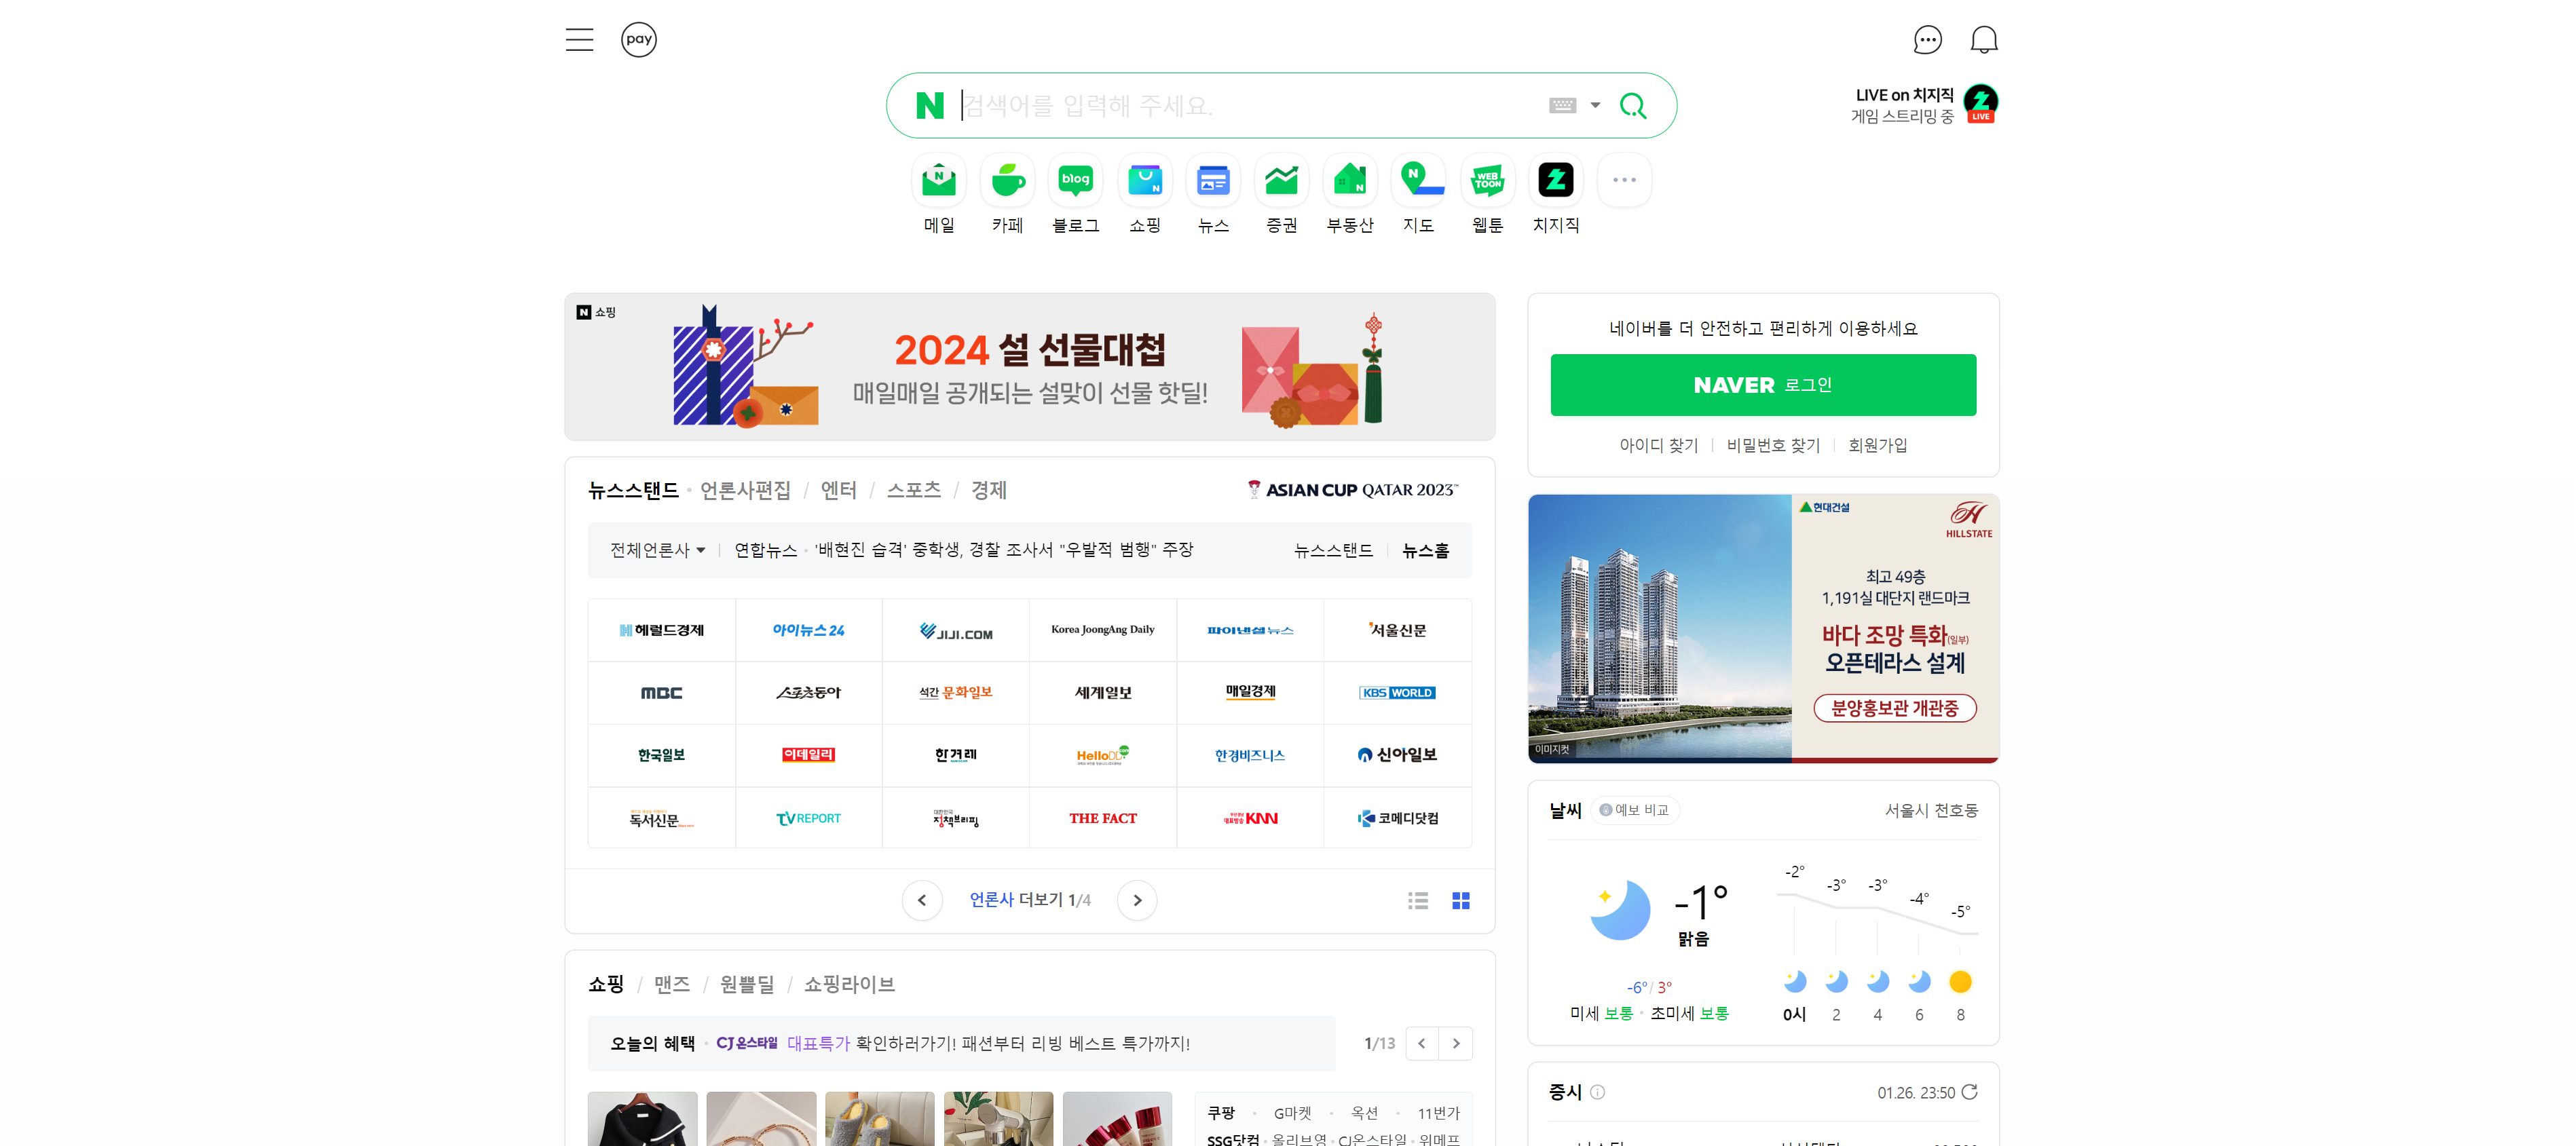 pay
N 검색어를 입력해 주세요.
LIVE on 치지직
게임 스트리밍 중
LIVE
메일 카페 블로그 쇼핑 뉴스 증권 부동산 지도 웹툰 치지직
N 쇼핑
2024 설 선물대첩
매일매일 공개되는 설맞이 선물 핫딜!
네이버를 더 안전하고 편리하게 이용하세요
NAVER 로그인
아이디 찾기 비밀번호 찾기 회원가입
뉴스스탠드 · 언론사편집 / 엔터 / 스포츠 / 경제
ASIAN CUP QATAR 2023™
전체언론사 연합뉴스 · '배현진 습격' 중학생, 경찰 조사서 "우발적 범행" 주장 뉴스스탠드 뉴스홈
헤럴드경제 아이뉴스24 JIJI.COM Korea JoongAng Daily 파이낸셜뉴스 서울신문
MBC 스포츠동아 석간 문화일보 세계일보 매일경제 KBS WORLD
한국일보 이데일리 한겨레 HelloDD .com 한경비즈니스 신아일보
독서신문 TV REPORT 대한민국 정책브리핑 THE FACT KNN 코메디닷컴
언론사 더보기 1/4
현대건설
HILLSTATE
최고 49층
1,191실 대단지 랜드마크
바다 조망 특화(일부)
오픈테라스 설계
분양홍보관 개관중
이미지컷
날씨 예보 비교 서울시 천호동
-1°
맑음
-6°/ 3°
미세 보통 · 초미세 보통
-2° -3° -3° -4° -5°
0시 2 4 6 8
쇼핑 / 맨즈 / 원쁠딜 / 쇼핑라이브
오늘의 혜택 · CJ온스타일 대표특가 확인하러가기! 패션부터 리빙 베스트 특가까지!
1/13
쿠팡 · G마켓 · 옥션 · 11번가
SSG닷컴 · 올리브영 · CJ온스타일 · 위메프
증시 01.26. 23:50